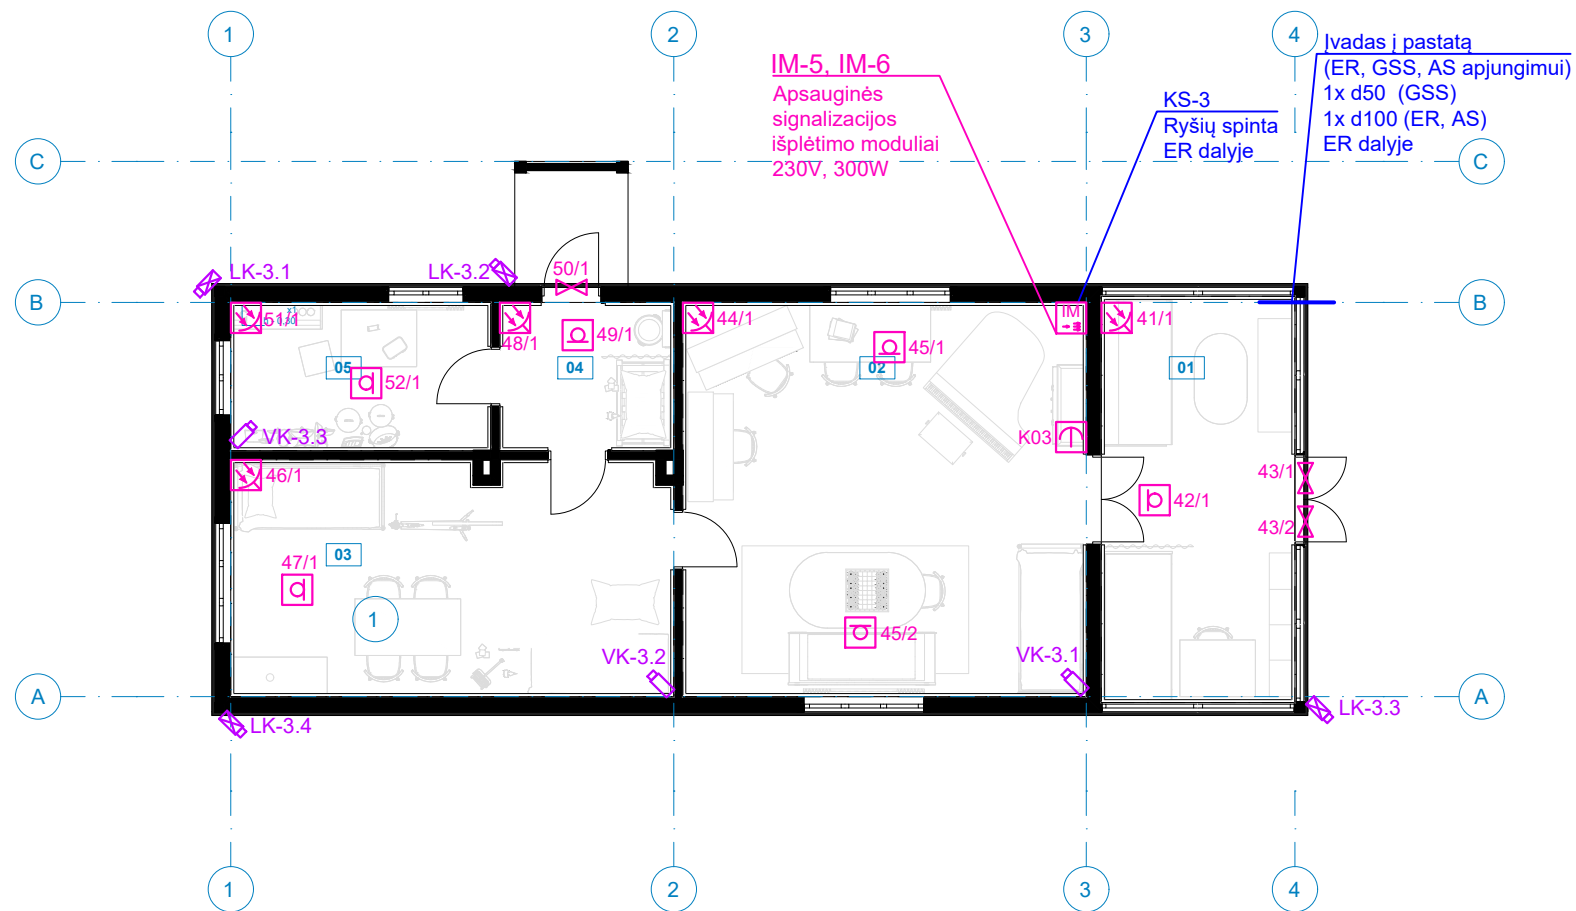 1
2
3
4
Įvadas į pastatą
(ER, GSS, AS apjungimui)
1x d50 (GSS)
1x d100 (ER, AS)
ER dalyje
IM-5, IM-6
Apsauginės
signalizacijos
išplėtimo moduliai
230V, 300W
KS-3
Ryšių spinta
ER dalyje
C
C
LK-3.1
LK-3.2
50/1
B
B
51/1
48/1
49/1
44/1
IM
41/1
45/1
05
04
02
01
52/1
VK-3.3
K03
46/1
43/1
42/1
43/2
03
47/1
1
45/2
VK-3.2
VK-3.1
A
A
LK-3.4
LK-3.3
1
2
3
4